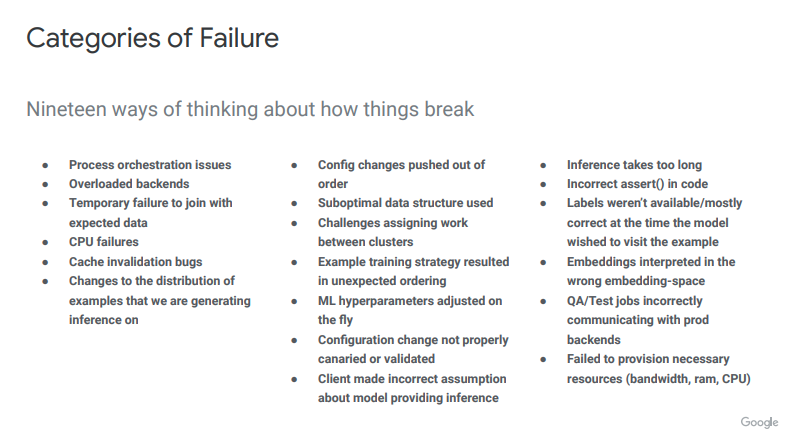 Categories of Failure
Nineteen ways of thinking about how things break
● Process orchestration issues
● Overloaded backends
● Temporary failure to join with
expected data
● CPU failures
● Cache invalidation bugs
● Changes to the distribution of
examples that we are generating
inference on
● Config changes pushed out of
order
● Suboptimal data structure used
● Challenges assigning work
between clusters
● Example training strategy resulted
in unexpected ordering
● ML hyperparameters adjusted on
the fly
● Configuration change not properly
canaried or validated
● Client made incorrect assumption
about model providing inference
● Inference takes too long
● Incorrect assert() in code
● Labels weren't available/mostly
correct at the time the model
wished to visit the example
● Embeddings interpreted in the
wrong embedding-space
● QA/Test jobs incorrectly
communicating with prod
backends
● Failed to provision necessary
resources (bandwidth, ram, CPU)
Google